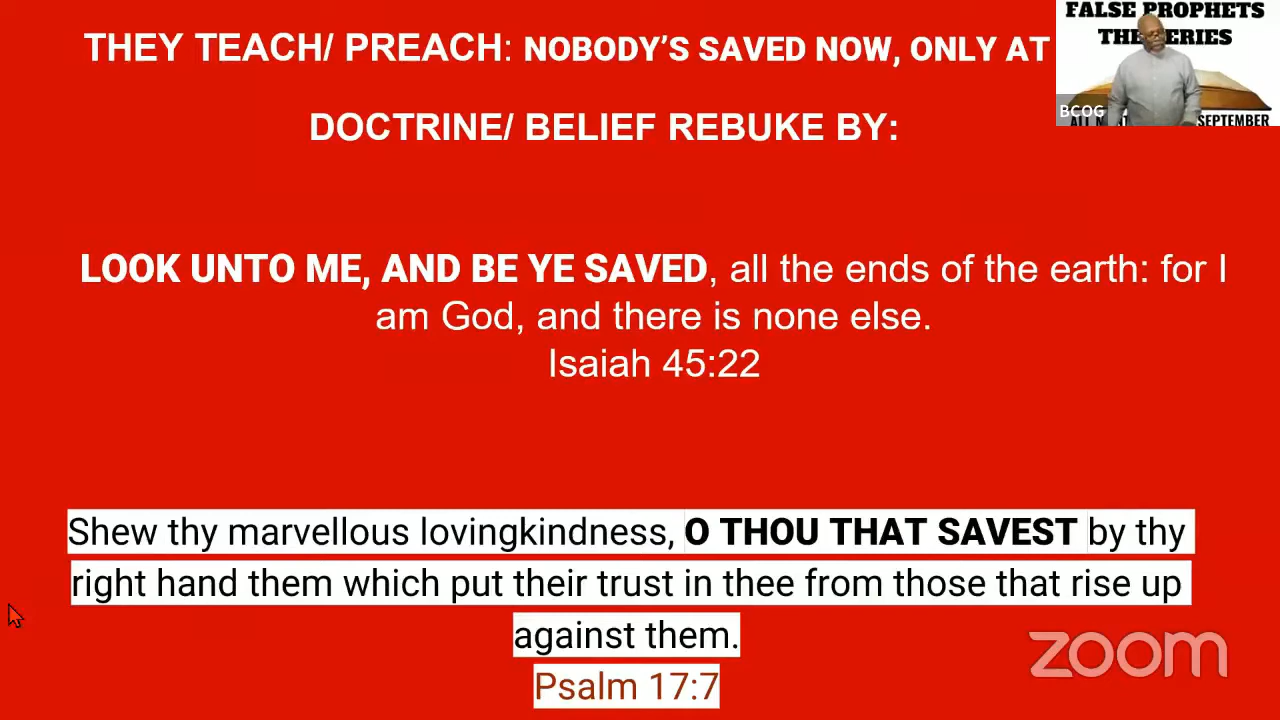 THEY TEACH/ PREACH: NOBODY’S SAVED NOW, ONLY AT
FALSE PROPHETS
THE SERIES
BCOG
ALL
SEPTEMBER
DOCTRINE/ BELIEF REBUKE BY:
LOOK UNTO ME, AND BE YE SAVED, all the ends of the earth: for I
am God, and there is none else.
Isaiah 45:22
Shew thy marvellous lovingkindness, O THOU THAT SAVEST by thy
right hand them which put their trust in thee from those that rise up
against them.
Psalm 17:7
zoom